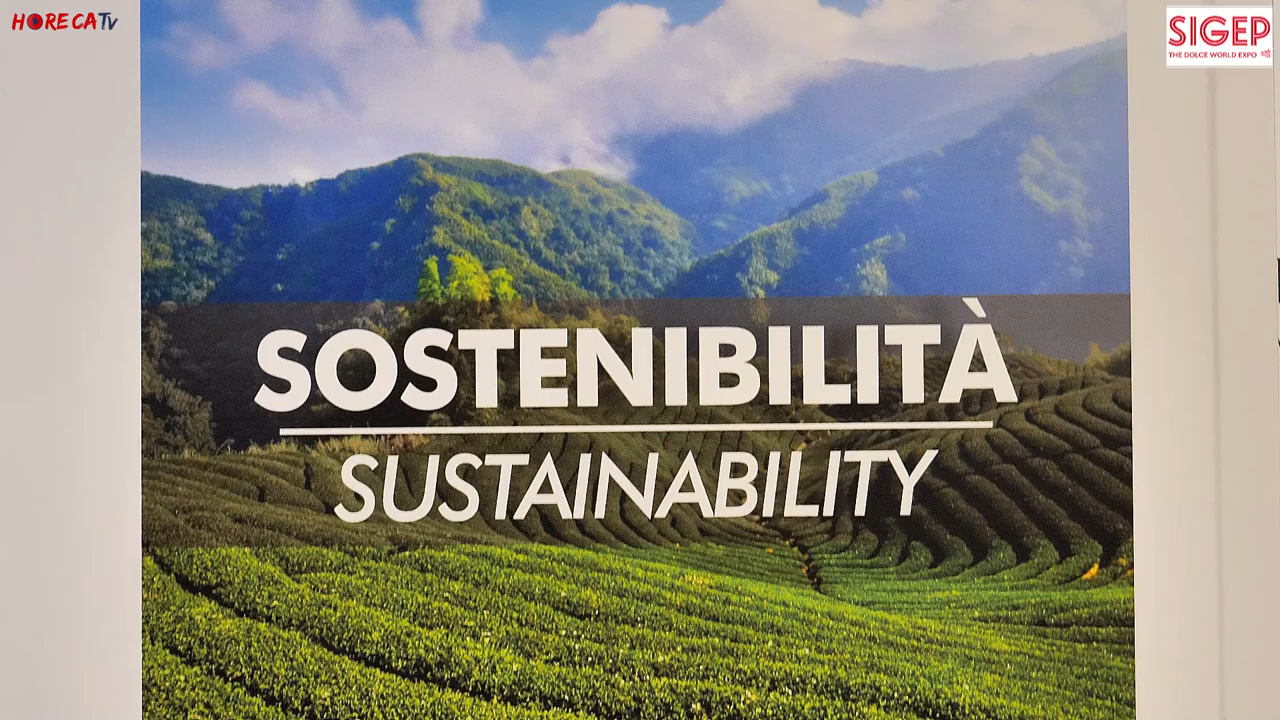 HORECATV
SIGEP
THE DOLCE WORLD EXPO
SOSTENIBILITÀ
SUSTAINABILITY